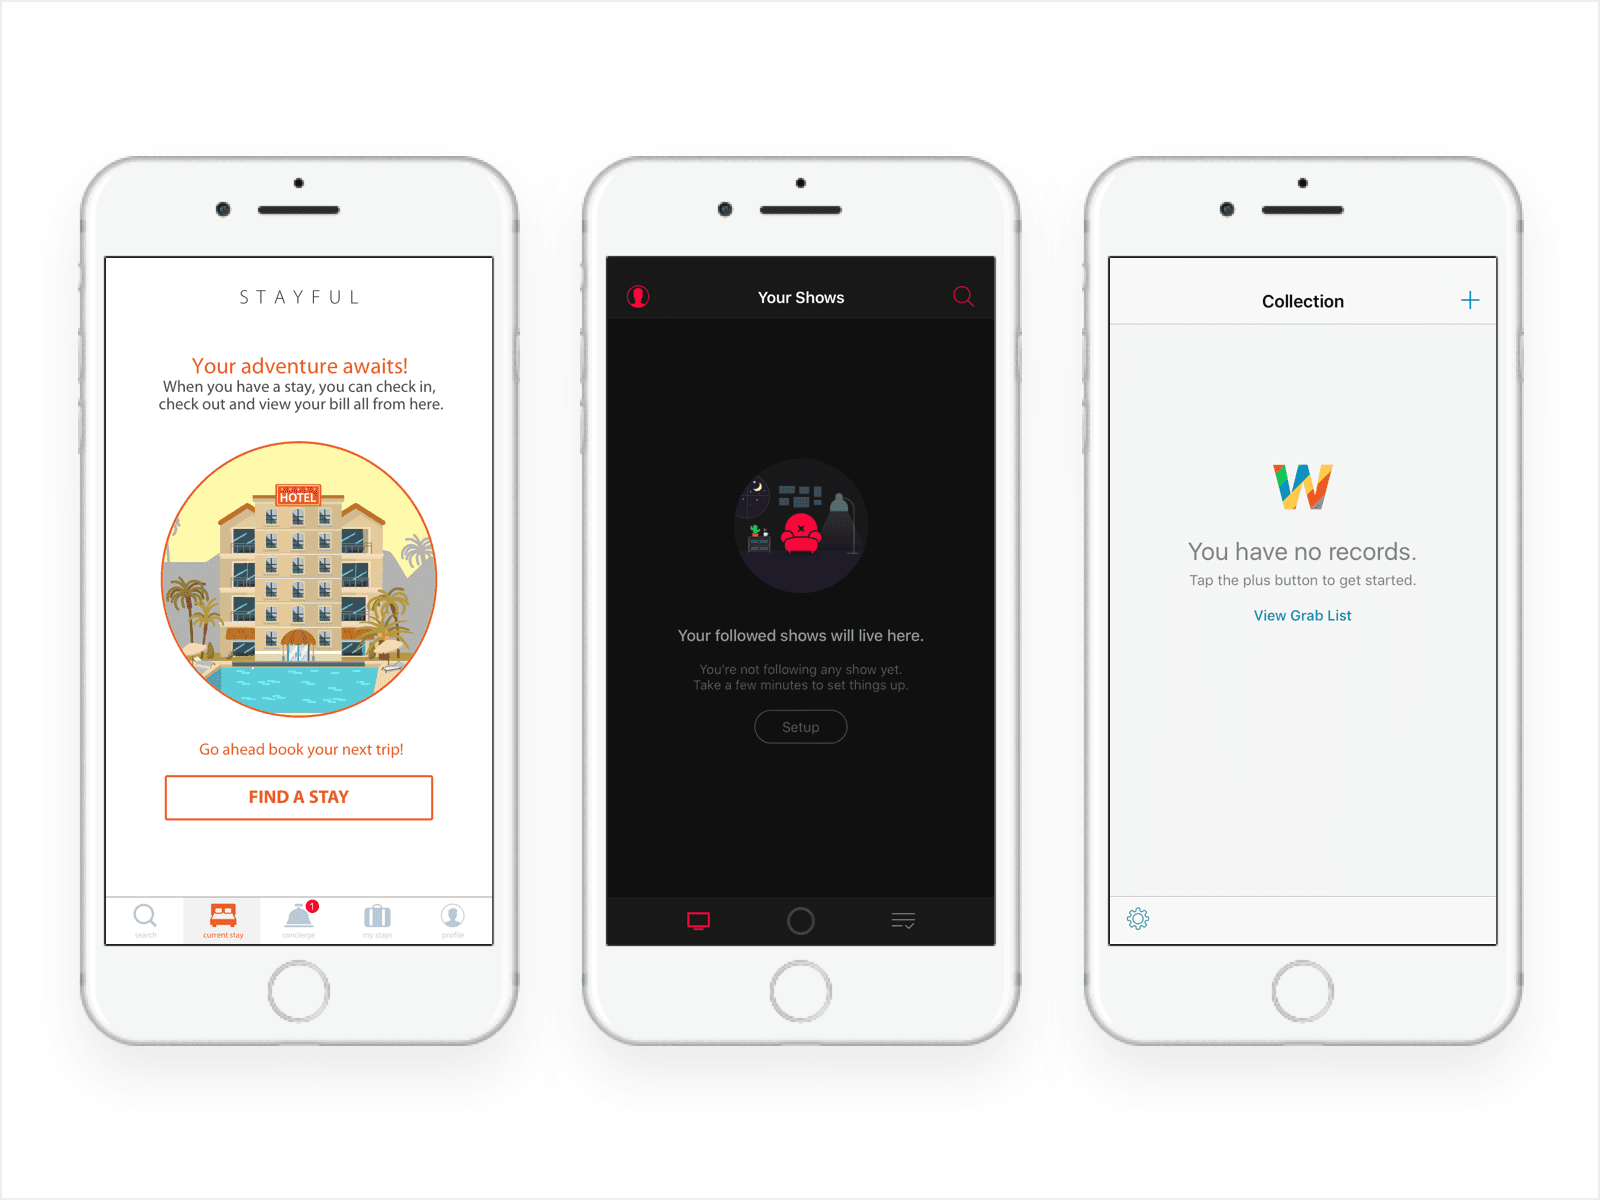 STAYFUL
Your adventure awaits!
When you have a stay, you can check in,
check out and view your bill all from here.
HOTEL
Go ahead book your next trip!
FIND A STAY
search
current stay
concierge
1
my stays
profile
Your Shows
Your followed shows will live here.
You're not following any show yet.
Take a few minutes to set things up.
Setup
Collection
W
You have no records.
Tap the plus button to get started.
View Grab List